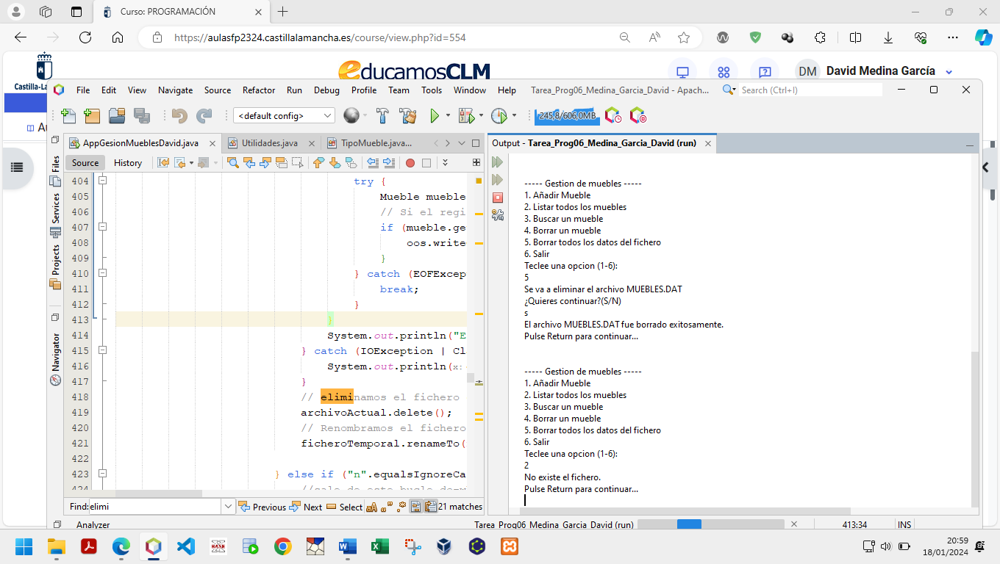 Curso: PROGRAMACIÓN
https://aulasfp2324.castillalamancha.es/course/view.php?id=554
Castilla-La
educamosCLM
DM David Medina García
File Edit View Navigate Source Refactor Run Debug Profile Team Tools Window Help Tarea_Prog06_Medina_Garcia_David - Apach... Search (Ctrl+I)
<default config> 245,8/606,0MB
AppGesionMueblesDavid.java Utilidades.java TipoMueble.java...
Source History
Files
Services
Projects
Navigator
404 try {
405 Mueble mueble
406 // Si el regi
407 if (mueble.ge
408 oos.write
409 }
410 } catch (EOFExcep
411 break;
412 }
413 }
414 System.out.println("E
415 } catch (IOException | Cl
416 System.out.println(x:
417 }
418 // eliminamos el fichero
419 archivoActual.delete();
420 // Renombramos el fichero
421 ficheroTemporal.renameTo(
422
423 } else if ("n".equalsIgnoreCa
424
Find: elimi Previous Next Select 21 matches
Output - Tarea_Prog06_Medina_Garcia_David (run)
----- Gestion de muebles -----
1. Añadir Mueble
2. Listar todos los muebles
3. Buscar un mueble
4. Borrar un mueble
5. Borrar todos los datos del fichero
6. Salir
Teclee una opcion (1-6):
5
Se va a eliminar el archivo MUEBLES.DAT
¿Quieres continuar?(S/N)
s
El archivo MUEBLES.DAT fue borrado exitosamente.
Pulse Return para continuar...
----- Gestion de muebles -----
1. Añadir Mueble
2. Listar todos los muebles
3. Buscar un mueble
4. Borrar un mueble
5. Borrar todos los datos del fichero
6. Salir
Teclee una opcion (1-6):
2
No existe el fichero.
Pulse Return para continuar...
Analyzer Tarea_Prog06_Medina_Garcia_David (run) 413:34 INS
20:59
18/01/2024